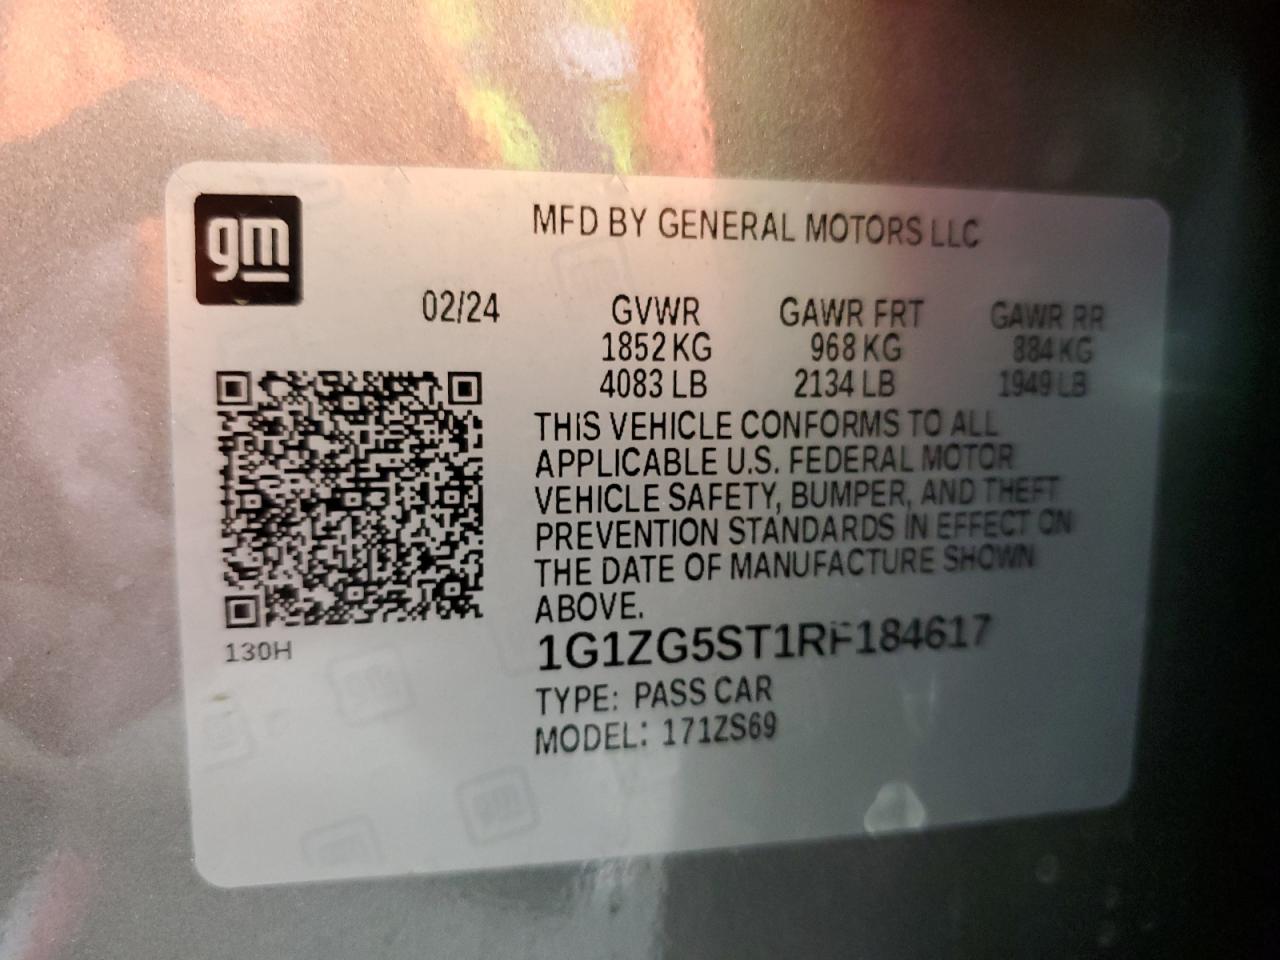 gm
MFD BY GENERAL MOTORS LLC
02/24 GVWR GAWR FRT GAWR RR
1852 KG 968 KG 884 KG
4083 LB 2134 LB 1949 LB
THIS VEHICLE CONFORMS TO ALL
APPLICABLE U.S. FEDERAL MOTOR
VEHICLE SAFETY, BUMPER, AND THEFT
PREVENTION STANDARDS IN EFFECT ON
THE DATE OF MANUFACTURE SHOWN
ABOVE.
130H
1G1ZG5ST1RF184617
TYPE: PASS CAR
MODEL: 171ZS69